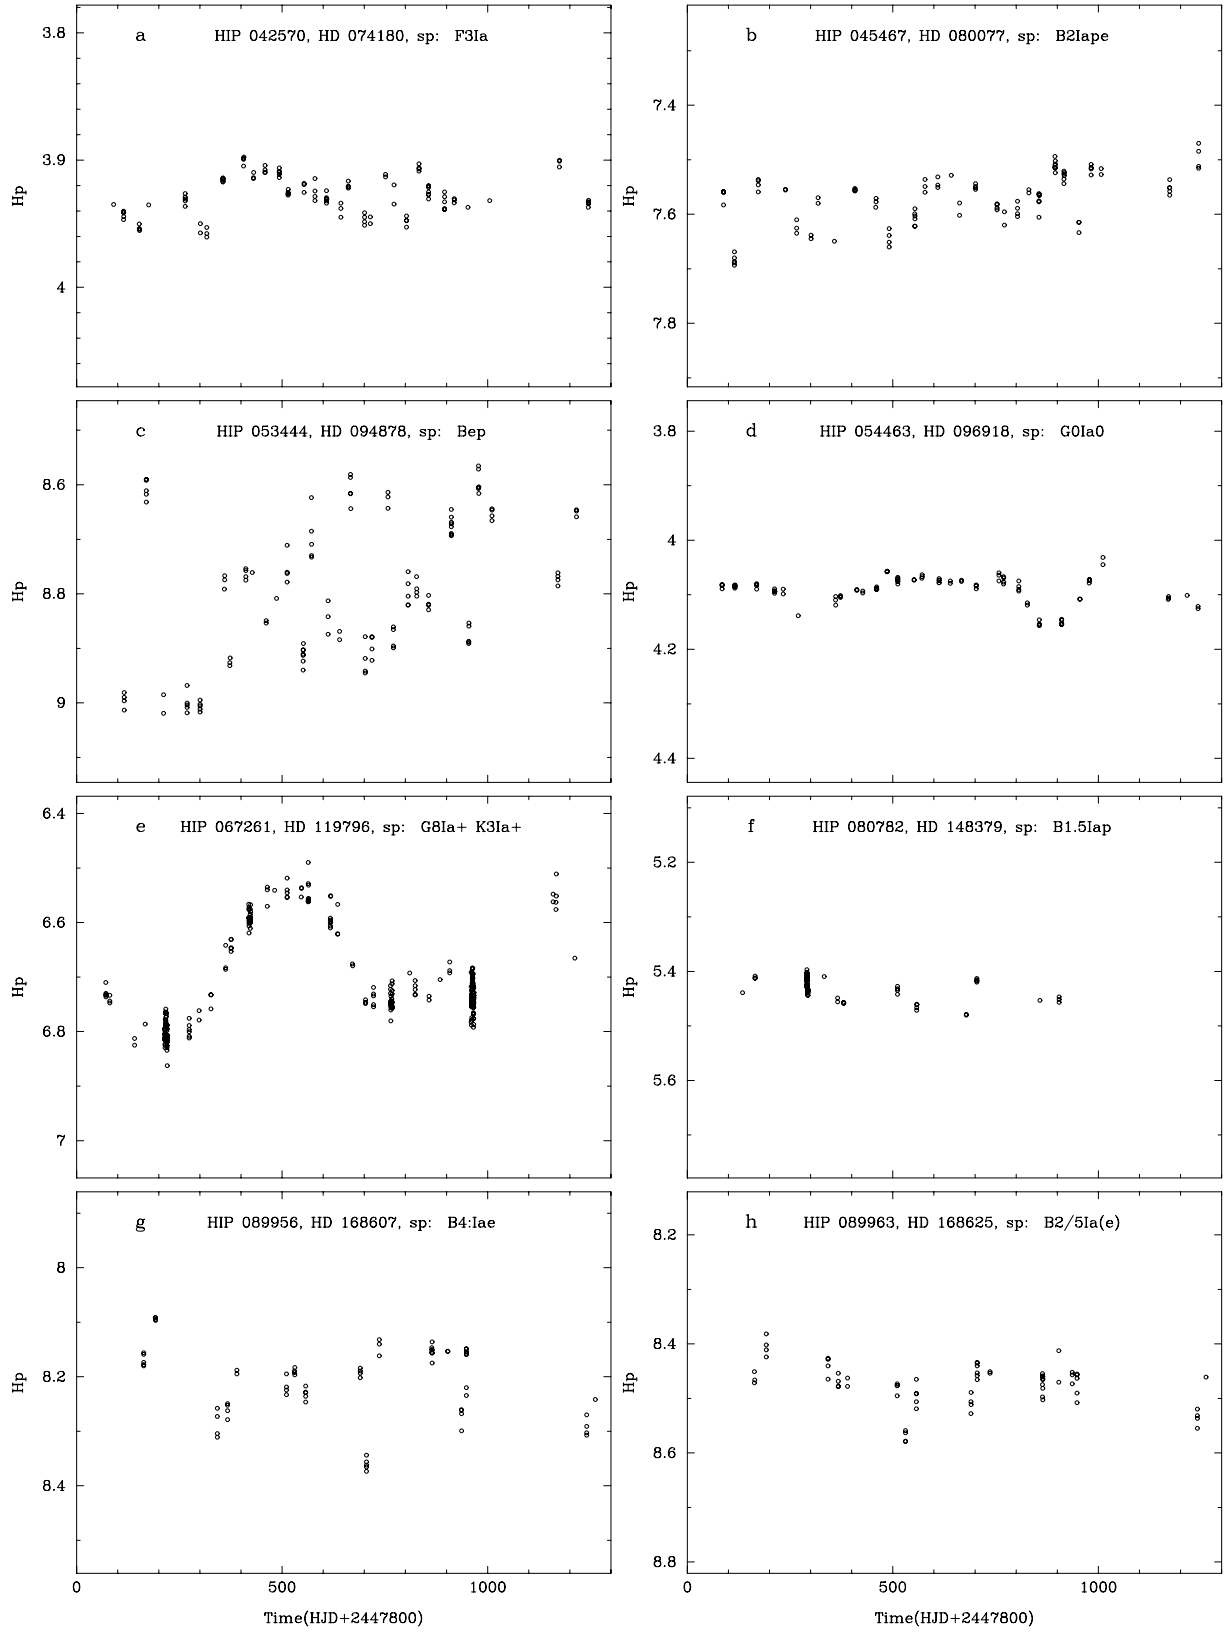 a HIP 042570, HD 074180, sp: F3Ia
3.8
3.9
4
Hp
b HIP 045467, HD 080077, sp: B2Iape
7.4
7.6
7.8
Hp
c HIP 053444, HD 094878, sp: Bep
8.6
8.8
9
Hp
d HIP 054463, HD 096918, sp: G0Ia0
3.8
4
4.2
4.4
Hp
e HIP 067261, HD 119796, sp: G8Ia+ K3Ia+
6.4
6.6
6.8
7
Hp
f HIP 080782, HD 148379, sp: B1.5Iap
5.2
5.4
5.6
Hp
g HIP 089956, HD 168607, sp: B4:Iae
8
8.2
8.4
Hp
0 500 1000
Time(HJD+2447800)
h HIP 089963, HD 168625, sp: B2/5Ia(e)
8.2
8.4
8.6
8.8
Hp
0 500 1000
Time(HJD+2447800)